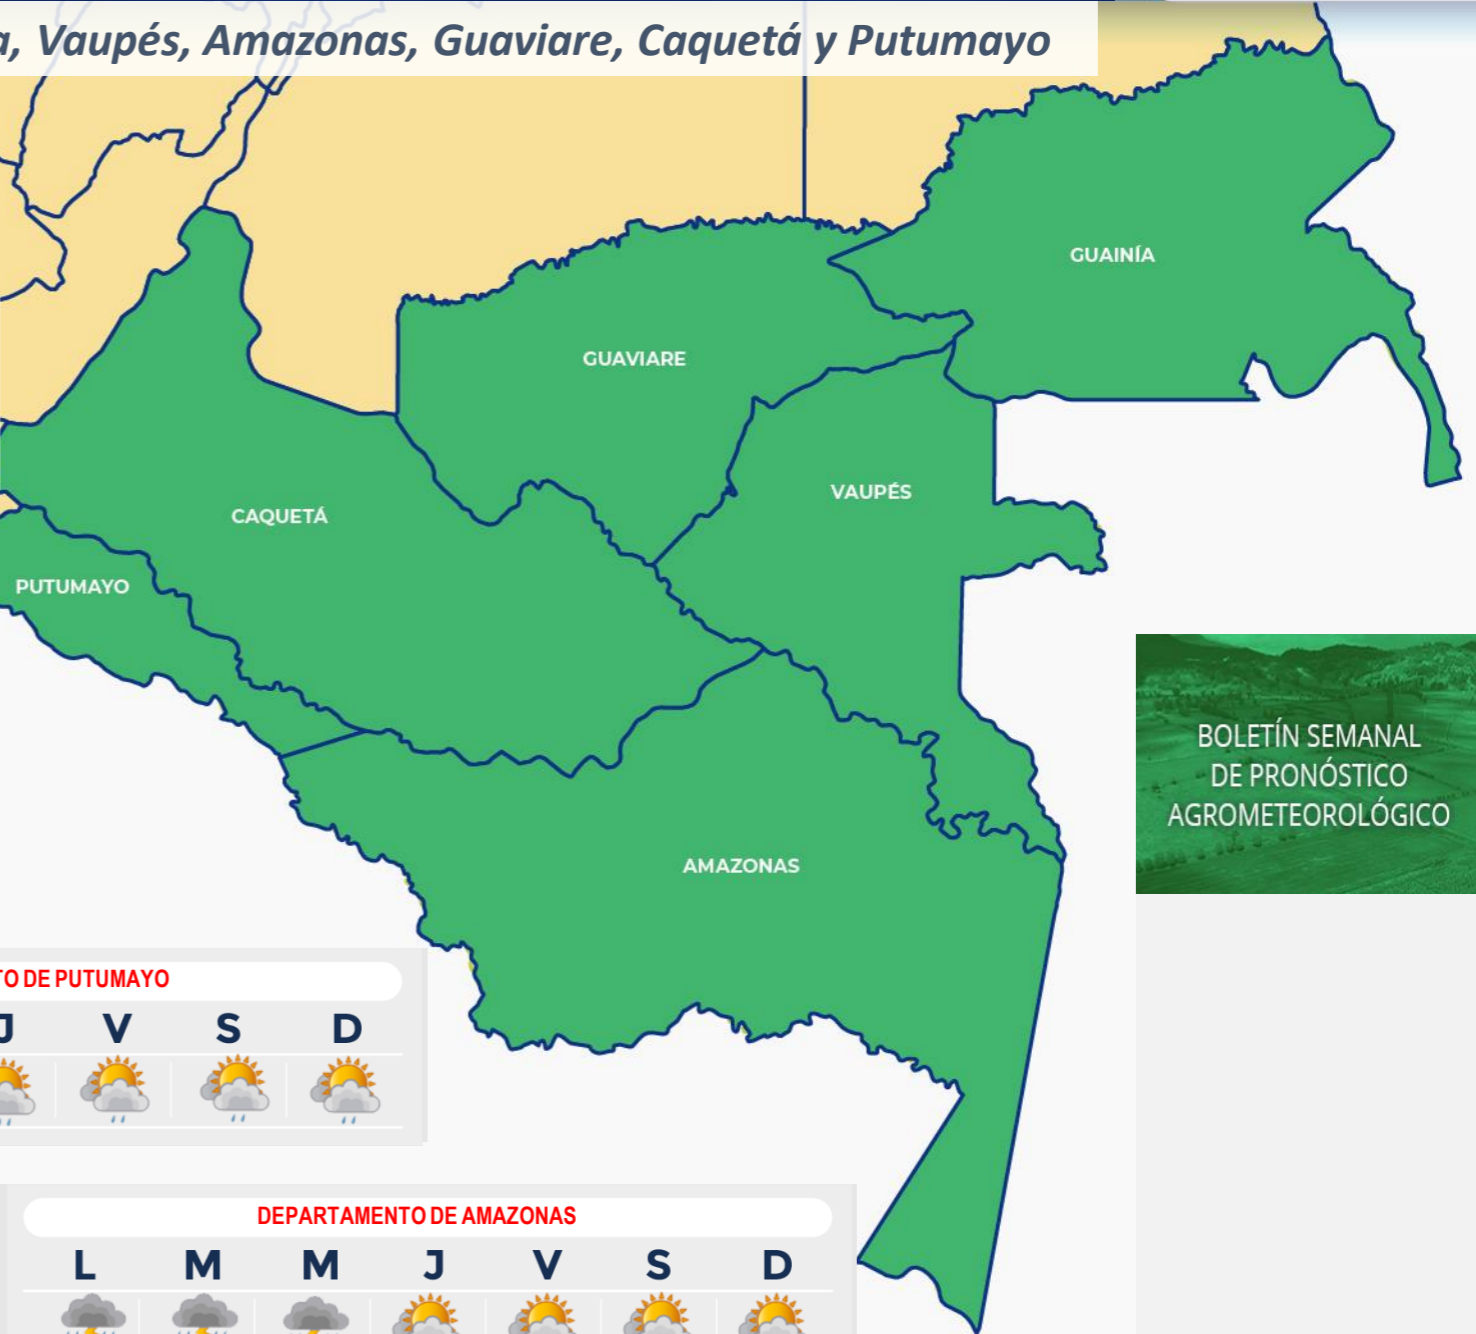 a, Vaupés, Amazonas, Guaviare, Caquetá y Putumayo
GUAINÍA
GUAVIARE
VAUPÉS
CAQUETÁ
PUTUMAYO
BOLETÍN SEMANAL
DE PRONÓSTICO
AGROMETEOROLÓGICO
AMAZONAS
TO DE PUTUMAYO
J V S D
DEPARTAMENTO DE AMAZONAS
L M M J V S D